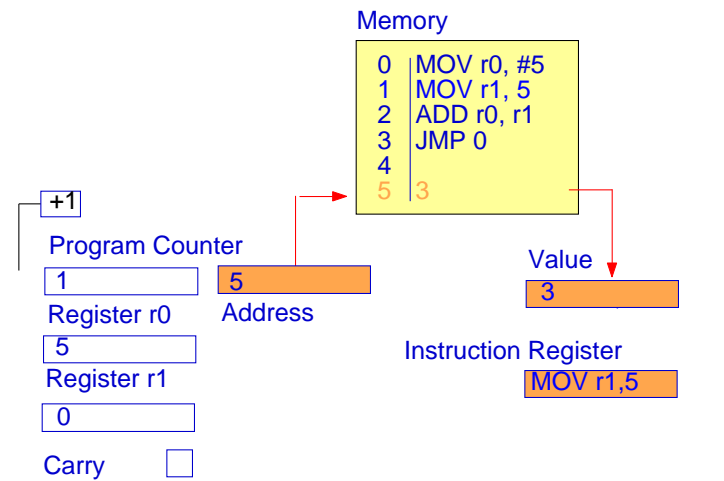 Memory
0 MOV r0, #5
1 MOV r1, 5
2 ADD r0, r1
3 JMP 0
4
5 3
+1
Program Counter
1
5
Address
Value
3
Register r0
5
Instruction Register
MOV r1,5
Register r1
0
Carry